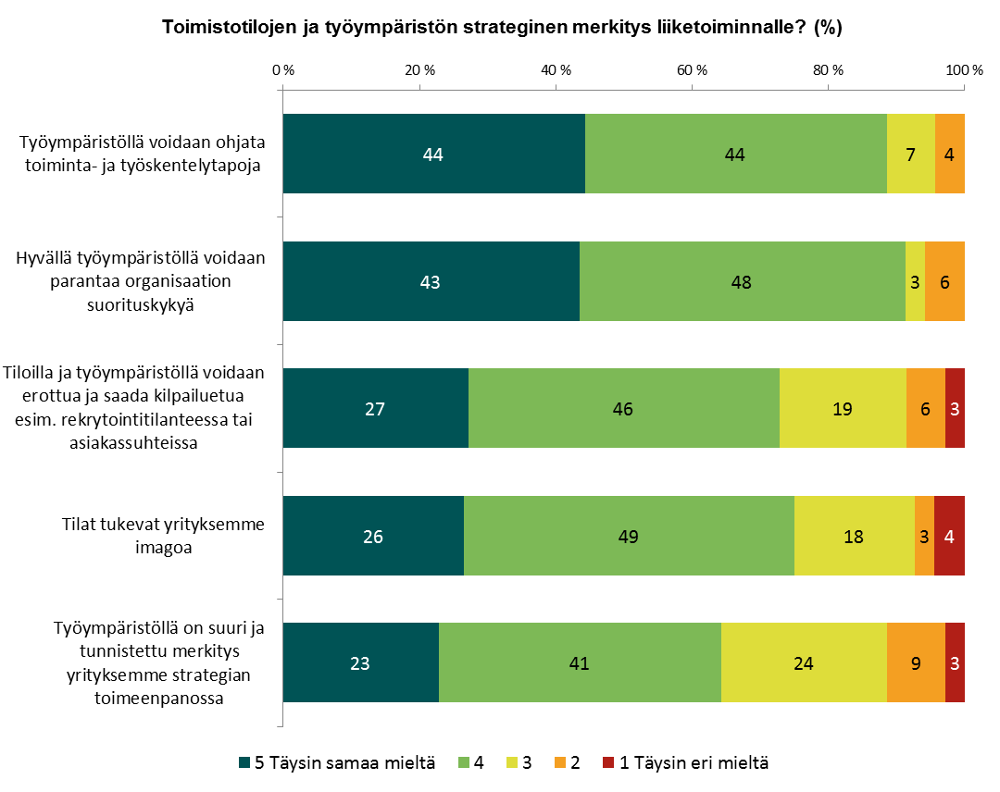 Toimistotilojen ja työympäristön strateginen merkitys liiketoiminnalle? (%)
0 % 20 % 40 % 60 % 80 % 100 %
Työympäristöllä voidaan ohjata
toiminta- ja työskentelytapoja
44 44 7 4
Hyvällä työympäristöllä voidaan
parantaa organisaation
suorituskykyä
43 48 3 6
Tiloilla ja työympäristöllä voidaan
erottua ja saada kilpailuetua
esim. rekrytointitilanteessa tai
asiakassuhteissa
27 46 19 6 3
Tilat tukevat yrityksemme
imagoa
26 49 18 3 4
Työympäristöllä on suuri ja
tunnistettu merkitys
yrityksemme strategian
toimeenpanossa
23 41 24 9 3
5 Täysin samaa mieltä 4 3 2 1 Täysin eri mieltä